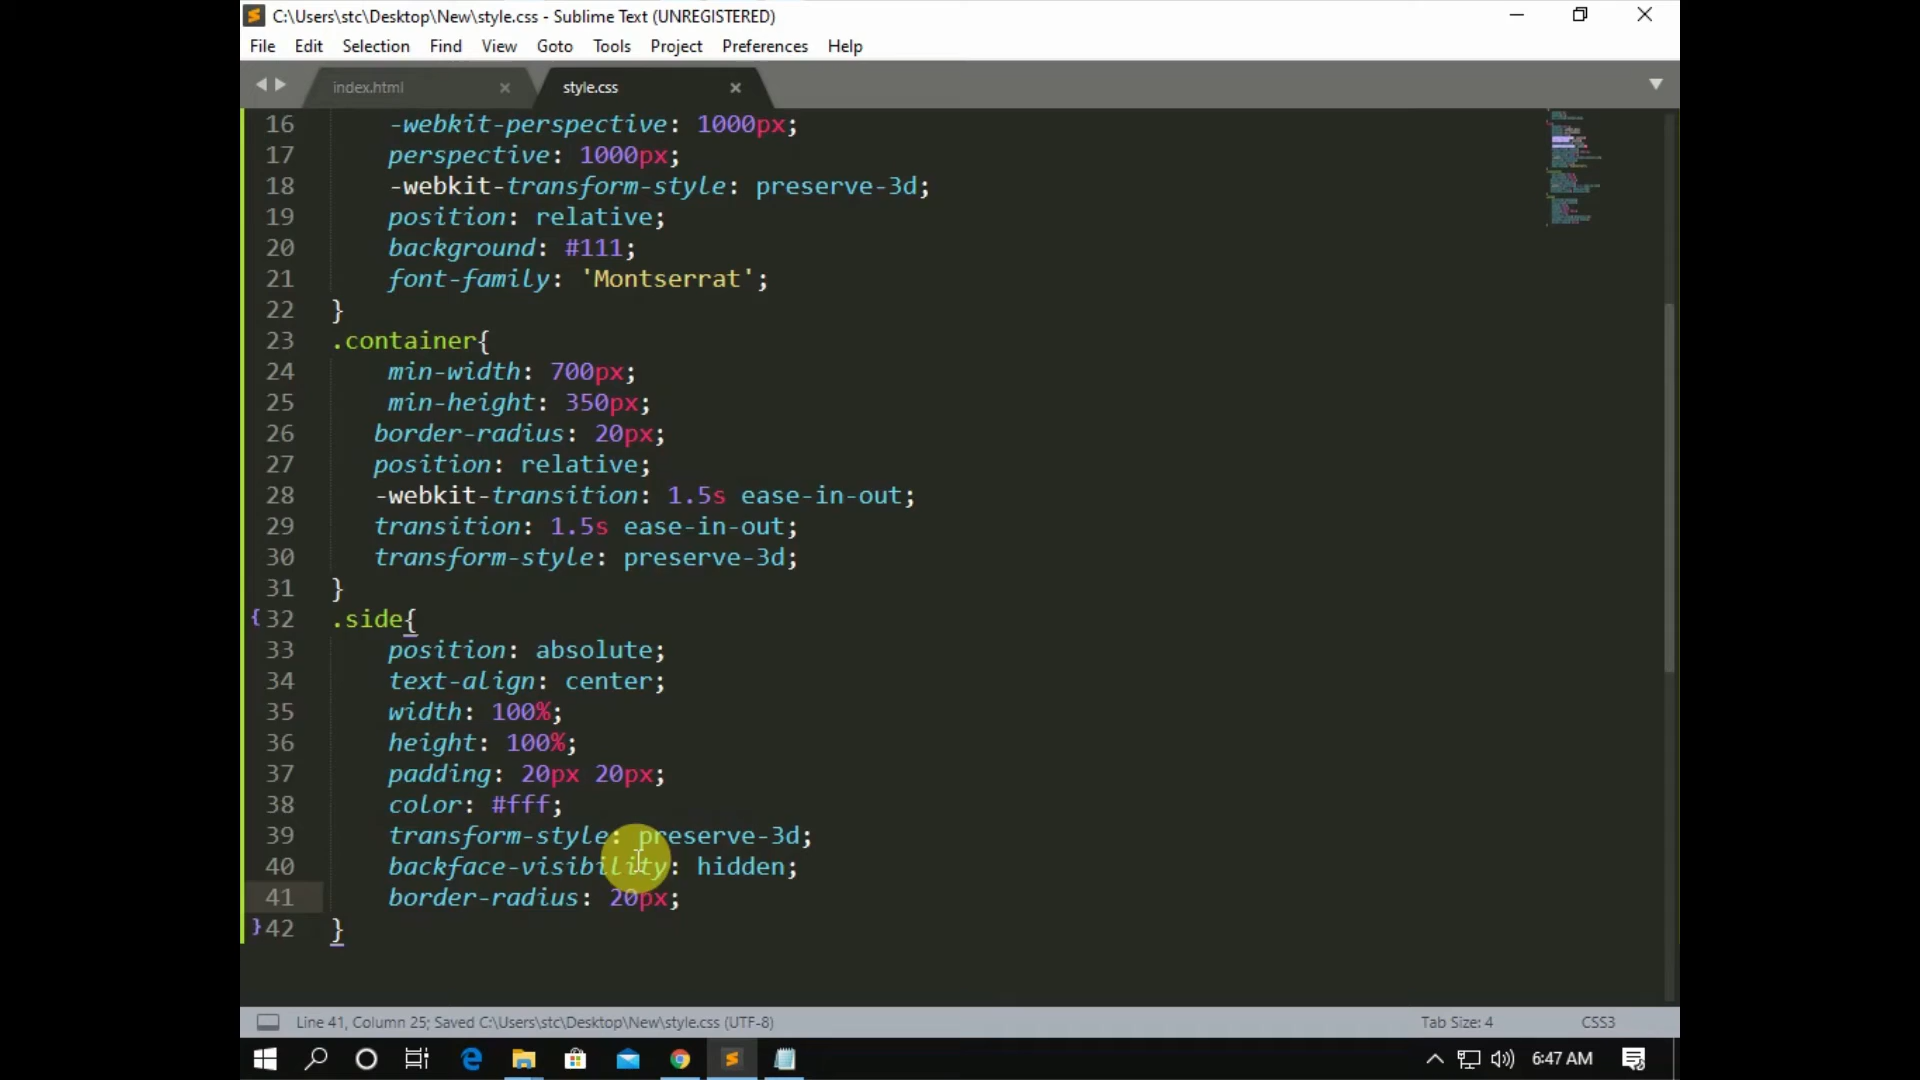 C:\Users\stc\Desktop\New\style.css - Sublime Text (UNREGISTERED)
File Edit Selection Find View Goto Tools Project Preferences Help
index.html × style.css ×
16 -webkit-perspective: 1000px;
17 perspective: 1000px;
18 -webkit-transform-style: preserve-3d;
19 position: relative;
20 background: #111;
21 font-family: 'Montserrat';
22 }
23 .container{
24 min-width: 700px;
25 min-height: 350px;
26 border-radius: 20px;
27 position: relative;
28 -webkit-transition: 1.5s ease-in-out;
29 transition: 1.5s ease-in-out;
30 transform-style: preserve-3d;
31 }
{ 32 .side{
33 position: absolute;
34 text-align: center;
35 width: 100%;
36 height: 100%;
37 padding: 20px 20px;
38 color: #fff;
39 transform-style: preserve-3d;
40 backface-visibility: hidden;
41 border-radius: 20px;
} 42 }
Line 41, Column 25; Saved C:\Users\stc\Desktop\New\style.css (UTF-8) Tab Size: 4 CSS3
6:47 AM